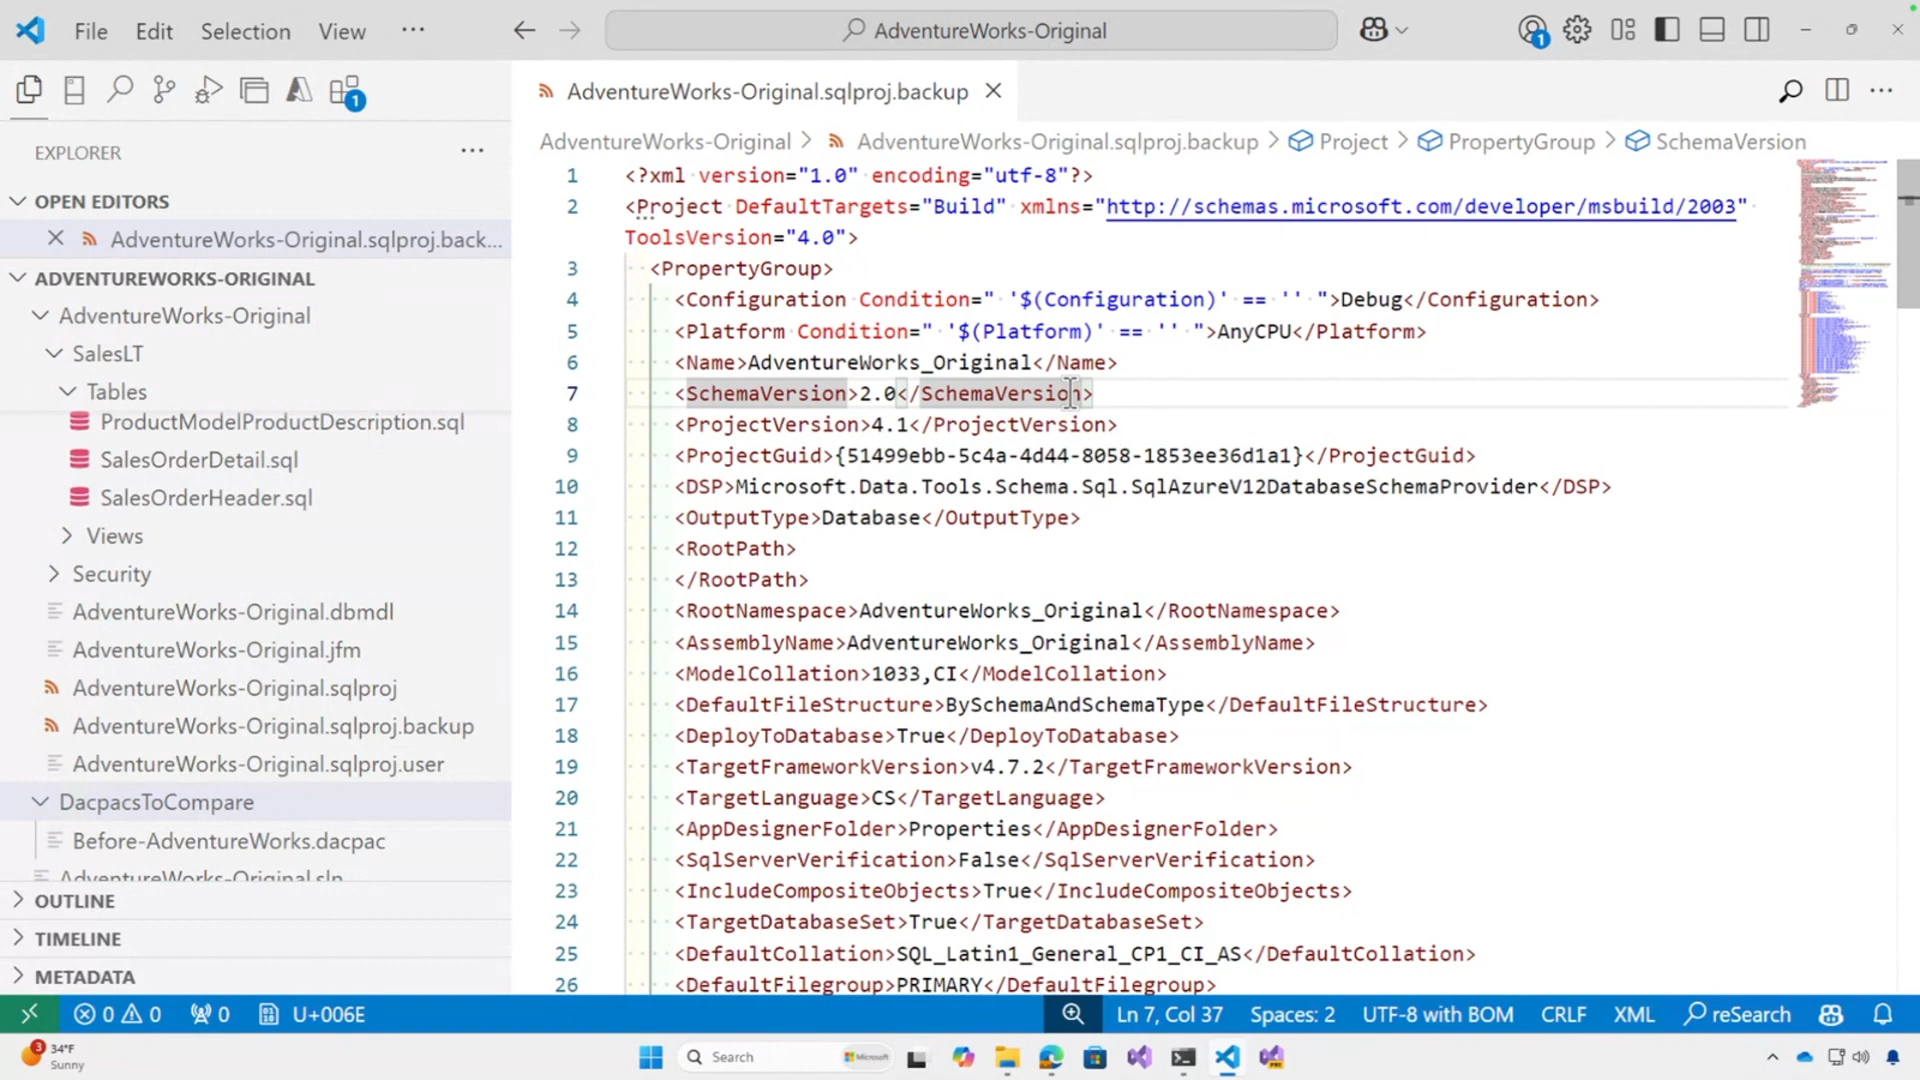 File Edit Selection View ···
AdventureWorks-Original
1
1
AdventureWorks-Original.sqlproj.backup
EXPLORER
OPEN EDITORS
AdventureWorks-Original.sqlproj.back...
ADVENTUREWORKS-ORIGINAL
AdventureWorks-Original
SalesLT
Tables
ProductModelProductDescription.sql
SalesOrderDetail.sql
SalesOrderHeader.sql
Views
Security
AdventureWorks-Original.dbmdl
AdventureWorks-Original.jfm
AdventureWorks-Original.sqlproj
AdventureWorks-Original.sqlproj.backup
AdventureWorks-Original.sqlproj.user
DacpacsToCompare
Before-AdventureWorks.dacpac
AdventureWorks-Original.sln
OUTLINE
TIMELINE
METADATA
AdventureWorks-Original > AdventureWorks-Original.sqlproj.backup > Project > PropertyGroup > SchemaVersion
1 <?xml version="1.0" encoding="utf-8"?>
2 <Project DefaultTargets="Build" xmlns="http://schemas.microsoft.com/developer/msbuild/2003"
ToolsVersion="4.0">
3 <PropertyGroup>
4 <Configuration Condition=" '$(Configuration)' == '' ">Debug</Configuration>
5 <Platform Condition=" '$(Platform)' == '' ">AnyCPU</Platform>
6 <Name>AdventureWorks_Original</Name>
7 <SchemaVersion>2.0</SchemaVersion>
8 <ProjectVersion>4.1</ProjectVersion>
9 <ProjectGuid>{51499ebb-5c4a-4d44-8058-1853ee36d1a1}</ProjectGuid>
10 <DSP>Microsoft.Data.Tools.Schema.Sql.SqlAzureV12DatabaseSchemaProvider</DSP>
11 <OutputType>Database</OutputType>
12 <RootPath>
13 </RootPath>
14 <RootNamespace>AdventureWorks_Original</RootNamespace>
15 <AssemblyName>AdventureWorks_Original</AssemblyName>
16 <ModelCollation>1033,CI</ModelCollation>
17 <DefaultFileStructure>BySchemaAndSchemaType</DefaultFileStructure>
18 <DeployToDatabase>True</DeployToDatabase>
19 <TargetFrameworkVersion>v4.7.2</TargetFrameworkVersion>
20 <TargetLanguage>CS</TargetLanguage>
21 <AppDesignerFolder>Properties</AppDesignerFolder>
22 <SqlServerVerification>False</SqlServerVerification>
23 <IncludeCompositeObjects>True</IncludeCompositeObjects>
24 <TargetDatabaseSet>True</TargetDatabaseSet>
25 <DefaultCollation>SQL_Latin1_General_CP1_CI_AS</DefaultCollation>
26 <DefaultFilegroup>PRIMARY</DefaultFilegroup>
0 0 0 U+006E Ln 7, Col 37 Spaces: 2 UTF-8 with BOM CRLF XML reSearch
3 34°F
Sunny
Search Microsoft